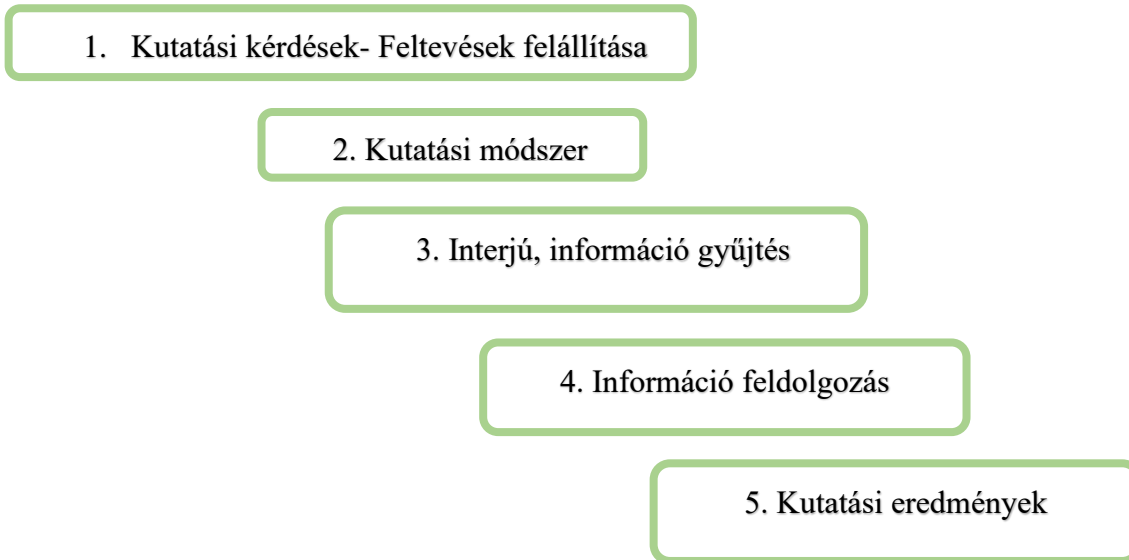 1. Kutatási kérdések- Feltevések felállítása
2. Kutatási módszer
3. Interjú, információ gyűjtés
4. Információ feldolgozás
5. Kutatási eredmények